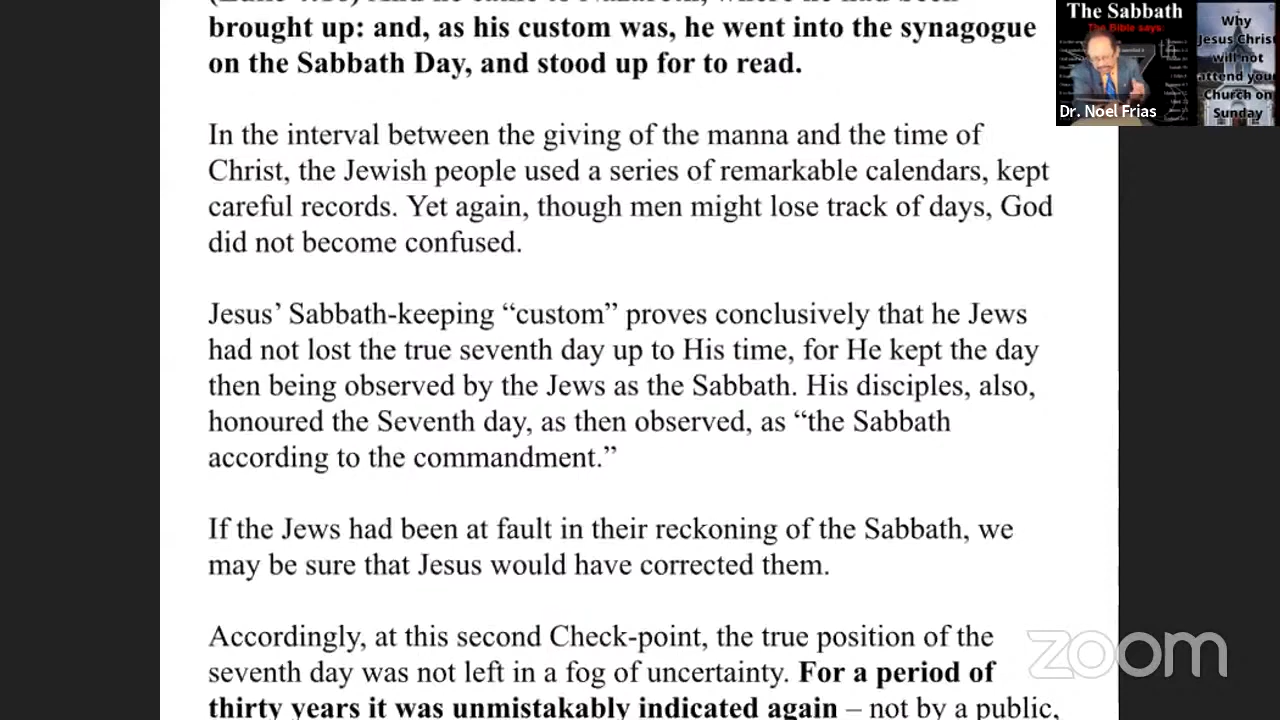 brought up: and, as his custom was, he went into the synagogue
on the Sabbath Day, and stood up for to read.
In the interval between the giving of the manna and the time of
Christ, the Jewish people used a series of remarkable calendars, kept
careful records. Yet again, though men might lose track of days, God
did not become confused.
Jesus’ Sabbath-keeping “custom” proves conclusively that he Jews
had not lost the true seventh day up to His time, for He kept the day
then being observed by the Jews as the Sabbath. His disciples, also,
honoured the Seventh day, as then observed, as “the Sabbath
according to the commandment.”
If the Jews had been at fault in their reckoning of the Sabbath, we
may be sure that Jesus would have corrected them.
Accordingly, at this second Check-point, the true position of the
seventh day was not left in a fog of uncertainty. For a period of
thirty years it was unmistakably indicated again – not by a public,
The Sabbath
The Bible says:
Dr. Noel Frias
Why
Jesus Christ
will not
attend you
Church on
Sunday
zoom